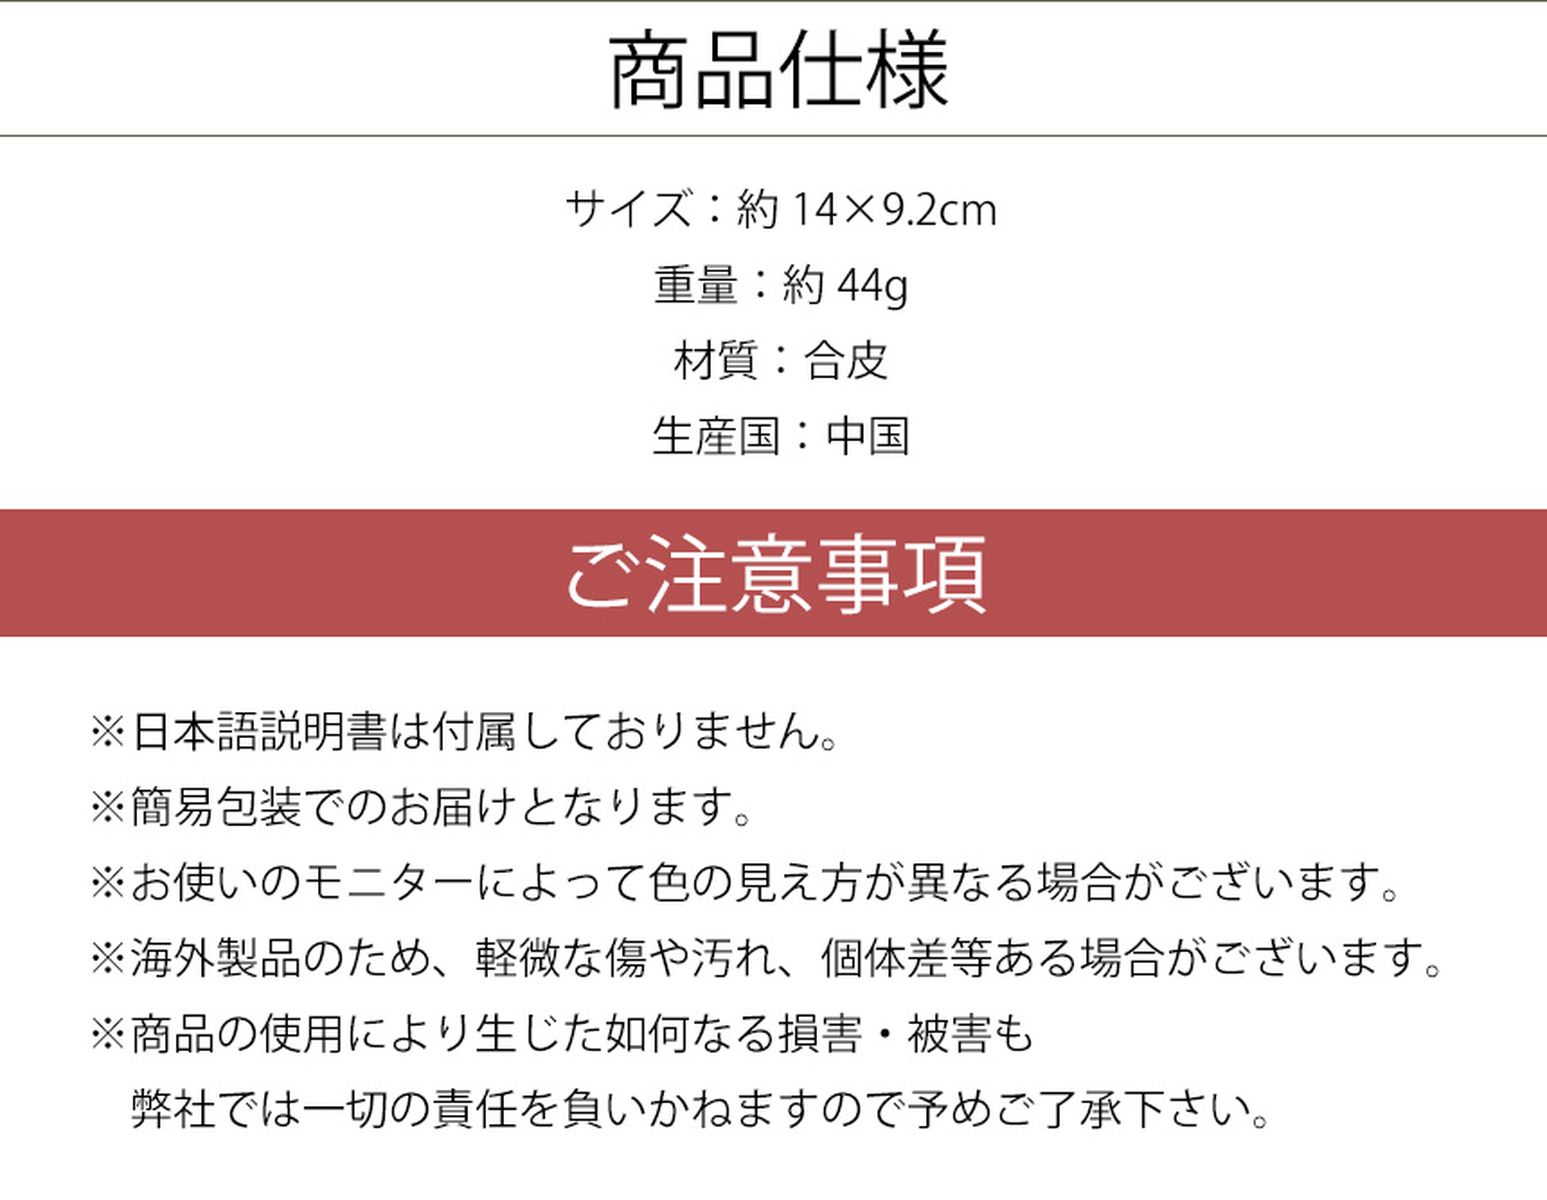 商品仕様
サイズ：約 14×9.2cm
重量：約 44g
材質：合皮
生産国：中国
ご注意事項
※日本語説明書は付属しておりません。
※簡易包装でのお届けとなります。
※お使いのモニターによって色の見え方が異なる場合がございます。
※海外製品のため、軽微な傷や汚れ、個体差等ある場合がございます。
※商品の使用により生じた如何なる損害・被害も
弊社では一切の責任を負いかねますので予めご了承下さい。